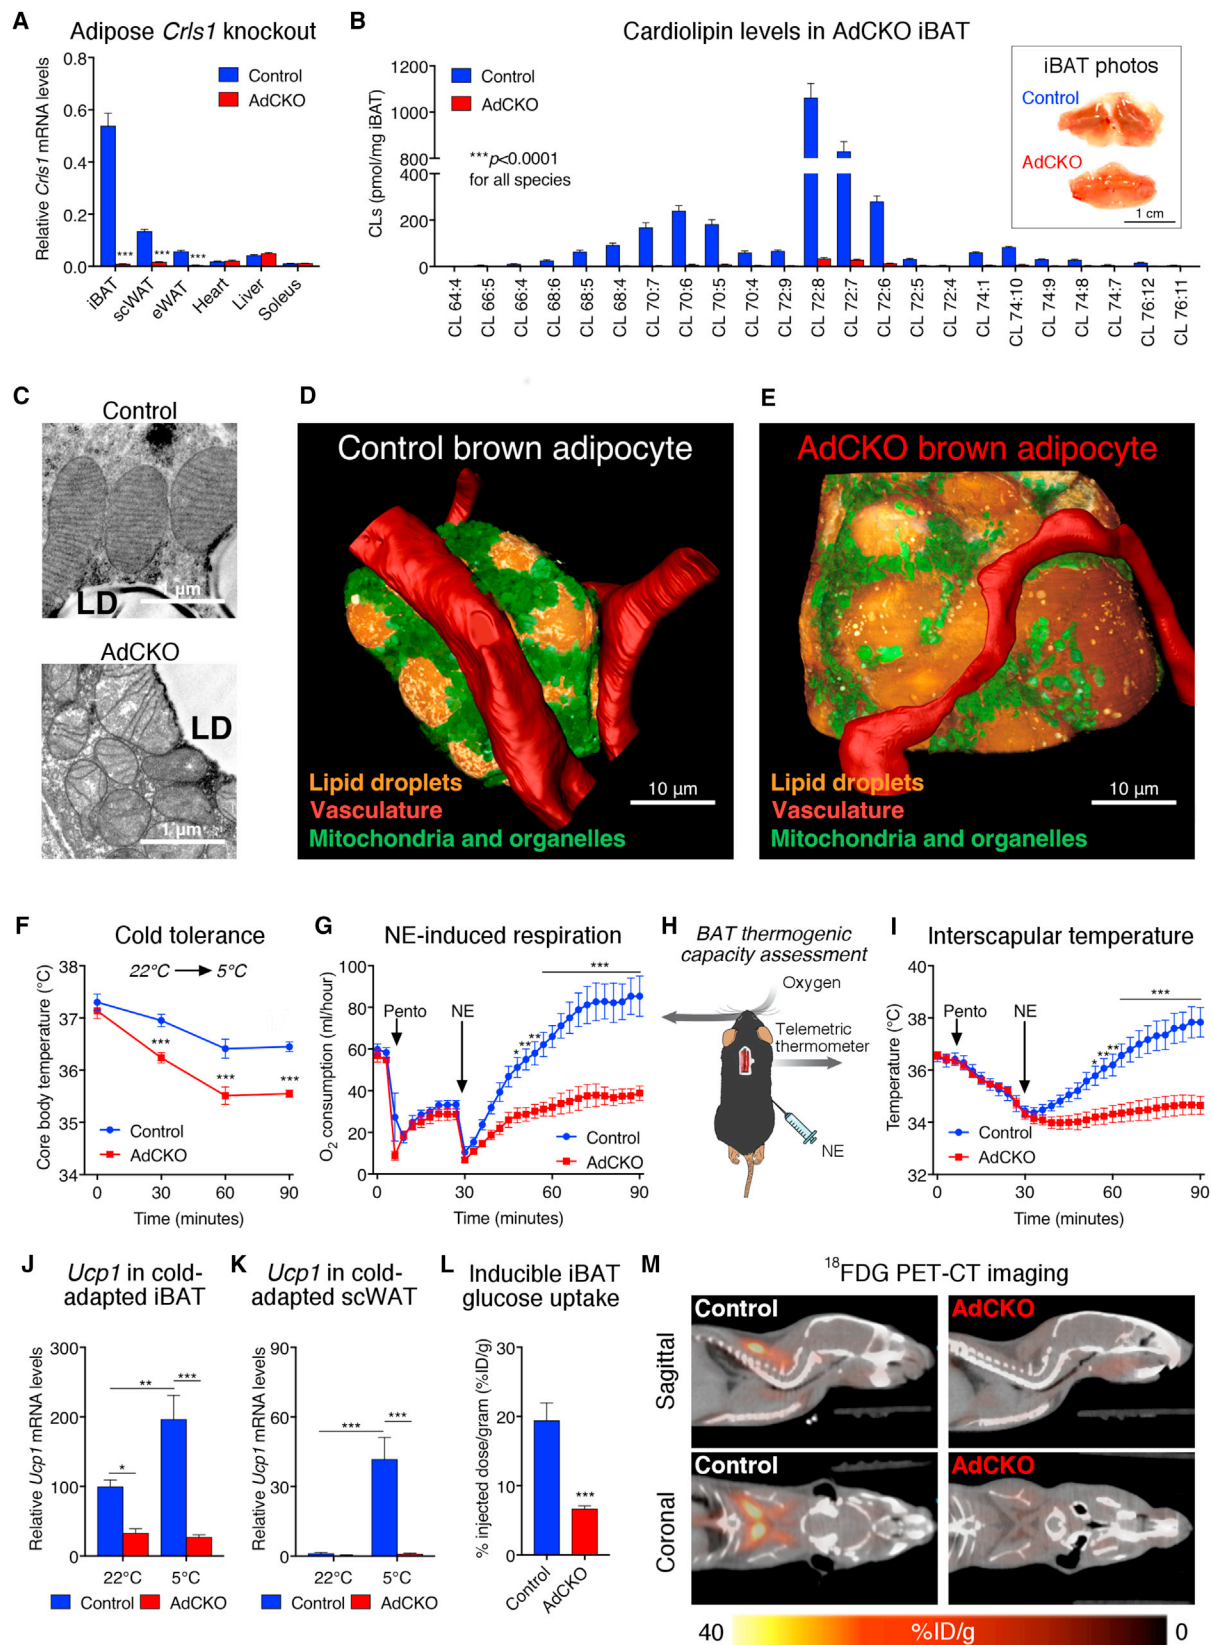 A
Adipose Crls1 knockout
Relative Crls1 mRNA levels
0.8
0.6
0.4
0.2
0.0
Control
AdCKO
***
***
***
iBAT
scWAT
eWAT
Heart
Liver
Soleus
B
Cardiolipin levels in AdCKO iBAT
CLs (pmol/mg iBAT)
1200
1000
800
400
200
0
Control
AdCKO
***p<0.0001
for all species
iBAT photos
Control
AdCKO
1 cm
CL 64:4
CL 66:5
CL 66:4
CL 68:6
CL 68:5
CL 68:4
CL 70:7
CL 70:6
CL 70:5
CL 70:4
CL 72:9
CL 72:8
CL 72:7
CL 72:6
CL 72:5
CL 72:4
CL 74:1
CL 74:10
CL 74:9
CL 74:8
CL 74:7
CL 76:12
CL 76:11
C
Control
LD
1 µm
AdCKO
LD
1 µm
D
Control brown adipocyte
Lipid droplets
Vasculature
Mitochondria and organelles
10 µm
E
AdCKO brown adipocyte
Lipid droplets
Vasculature
Mitochondria and organelles
10 µm
F
Cold tolerance
22°C
5°C
Core body temperature (°C)
38
37
36
35
34
***
***
***
Control
AdCKO
0
30
60
90
Time (minutes)
G
NE-induced respiration
O2 consumption (ml/hour)
100
80
60
40
20
0
Pento
NE
*
**
**
***
Control
AdCKO
0
30
60
90
Time (minutes)
H
BAT thermogenic
capacity assessment
Oxygen
Telemetric
thermometer
NE
I
Interscapular temperature
Temperature (°C)
40
38
36
34
32
Pento
NE
*
**
**
***
Control
AdCKO
0
30
60
90
Time (minutes)
J
Ucp1 in cold-
adapted iBAT
Relative Ucp1 mRNA levels
300
200
100
0
*
**
***
22°C
5°C
Control
AdCKO
K
Ucp1 in cold-
adapted scWAT
Relative Ucp1 mRNA levels
90
60
30
0
***
***
22°C
5°C
Control
AdCKO
L
Inducible iBAT
glucose uptake
% injected dose/gram (%ID/g)
30
20
10
0
***
Control
AdCKO
M
18FDG PET-CT imaging
Sagittal
Control
AdCKO
Coronal
Control
AdCKO
40
%ID/g
0